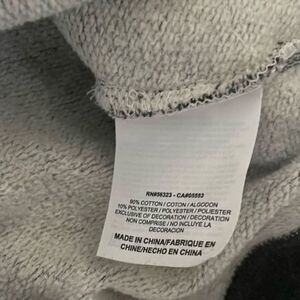 RN#56323 - CA#05553
90% COTTON / COTON / ALGODON
10% POLYESTER / POLYESTER / POLIESTER
EXCLUSIVE OF DECORATION / DECORATION
NON COMPRISE / NO INCLUYE LA
DECORACION
MADE IN CHINA/FABRIQUE EN
CHINE/HECHO EN CHINA